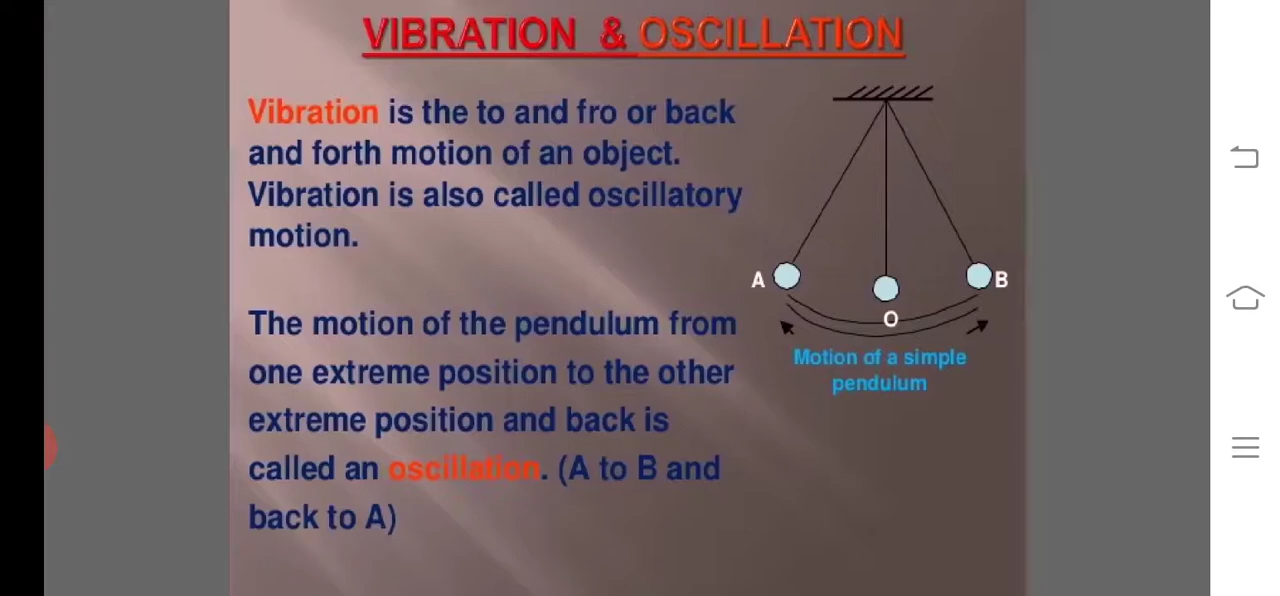 VIBRATION & OSCILLATION
Vibration is the to and fro or back
and forth motion of an object.
Vibration is also called oscillatory
motion.
The motion of the pendulum from
one extreme position to the other
extreme position and back is
called an oscillation. (A to B and
back to A)
A
B
O
Motion of a simple
pendulum